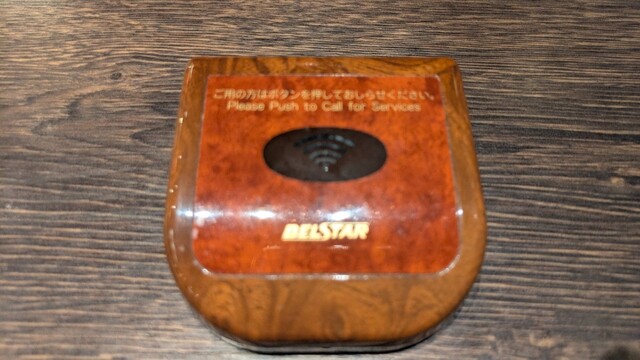 ご用の方はボタンを押しておしらせください。
Please Push to Call for Services
BELSTAR